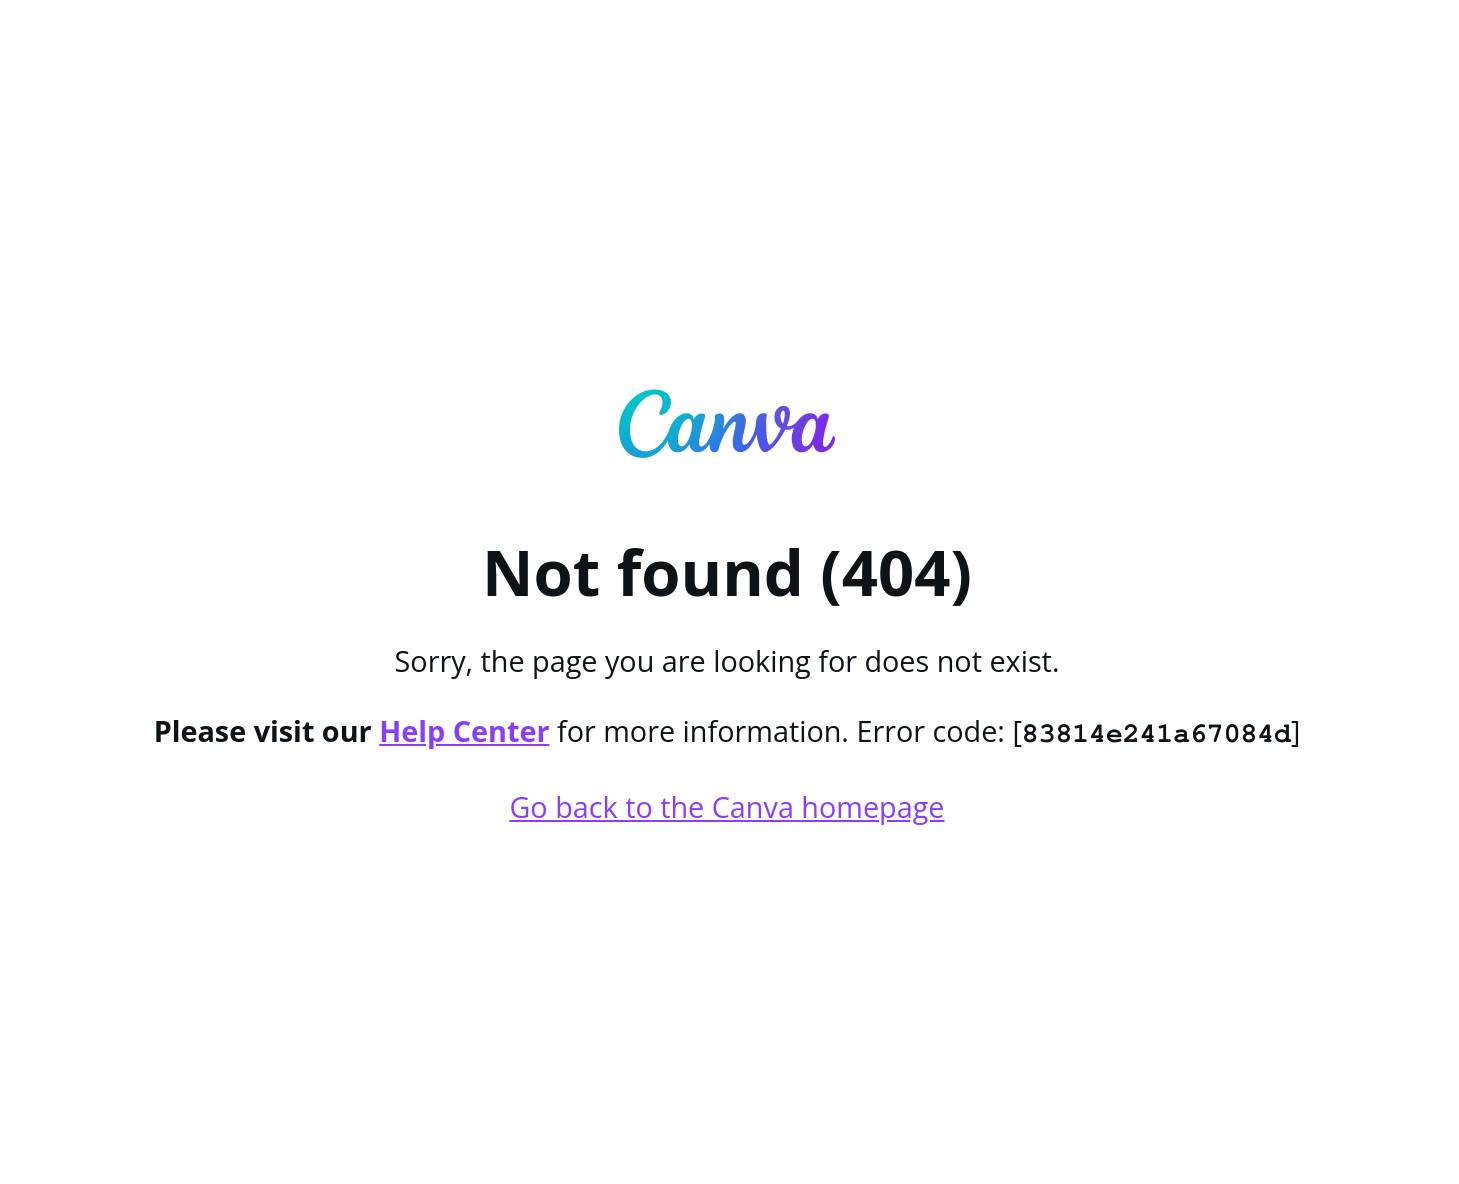 Canva
Not found (404)
Sorry, the page you are looking for does not exist.
Please visit our Help Center for more information. Error code: [83814e241a67084d]
Go back to the Canva homepage